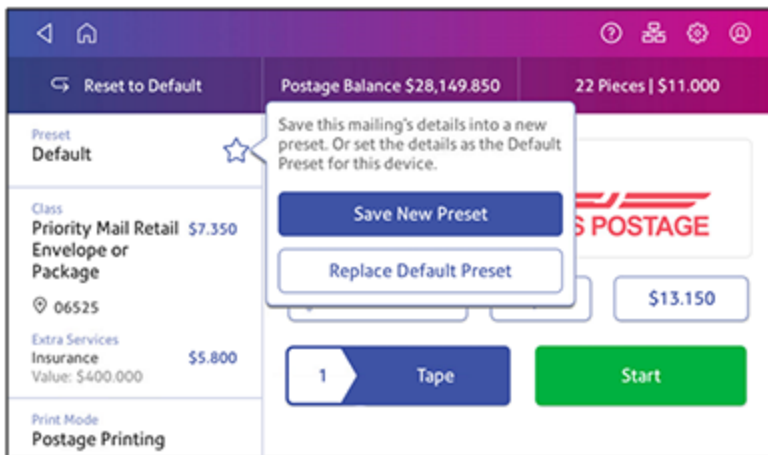 Reset to Default
Postage Balance $28,149.850
22 Pieces | $11.000
Preset
Default
Save this mailing's details into a new
preset. Or set the details as the Default
Preset for this device.
Save New Preset
Replace Default Preset
Class
Priority Mail Retail $7.350
Envelope or
Package
06525
Extra Services
Insurance $5.800
Value: $400.000
Print Mode
Postage Printing
S POSTAGE
$13.150
1 Tape
Start